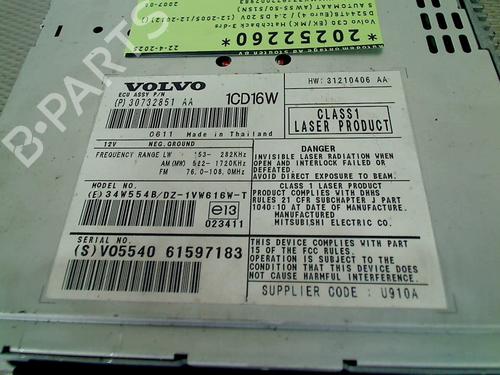 *20252260*
22-4-2025
VOLVO
ECU ASSY P/N
(P) 30732851 AA
1CD16W
HW: 31210406 AA
0611 Made in Thailand
CLASS1
LASER PRODUCT
12V NEG.GROUND
FREQUENCY RANGE LW 153- 282KHz
AM (MW) 522-1720KHz
FM 76.0-108.0MHz
DANGER
INVISIBLE LASER RADIATION WHEN
OPEN AND INTERLOCK FAILED OR
DEFEATED.
AVOID DIRECT EXPOSURE TO BEAM.
MODEL NO.
(E) 34W554B/DZ-1VW616W-T
e13
023411
CLASS 1 LASER PRODUCT
THIS PRODUCT COMPLIES WITH DHHS
RULES 21 CFR SUBCHAPTER J PART
1040:10 AT DATE OF MANUFACTURE.
MANUFACTURED:
MITSUBISHI ELECTRIC CO.
SERIAL NO.
(S) V05540 61597183
THIS DEVICE COMPLIES WITH PART
15 OF THE FCC RULES.
OPERATION IS SUBJECT TO THE
CONDITION THAT THIS DEVICE DOES
NOT CAUSE HARMFUL INTERFERENCE.
SUPPLIER CODE : U910A
B-PARTS